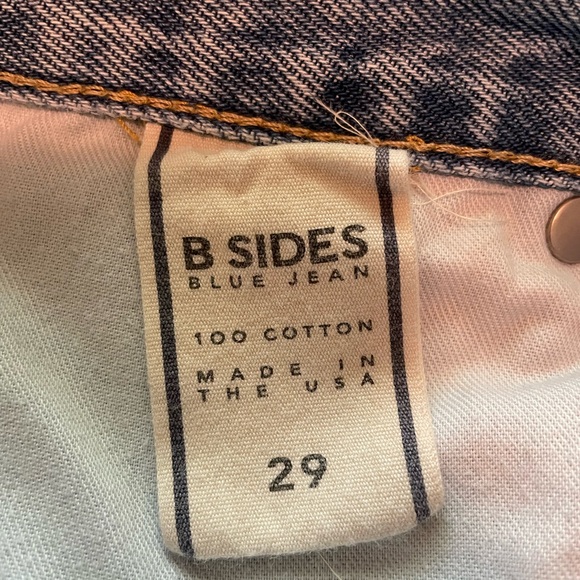 B SIDES
BLUE JEAN
100 COTTON
MADE IN
THE USA
29